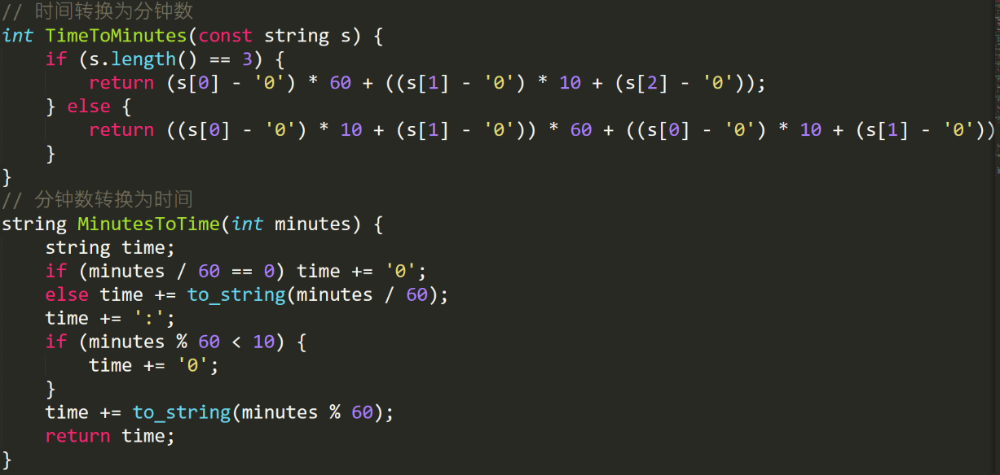 // 时间转换为分钟数
int TimeToMinutes(const string s) {
    if (s.length() == 3) {
        return (s[0] - '0') * 60 + ((s[1] - '0') * 10 + (s[2] - '0'));
    } else {
        return ((s[0] - '0') * 10 + (s[1] - '0')) * 60 + ((s[0] - '0') * 10 + (s[1] - '0'))
    }
}
// 分钟数转换为时间
string MinutesToTime(int minutes) {
    string time;
    if (minutes / 60 == 0) time += '0';
    else time += to_string(minutes / 60);
    time += ':';
    if (minutes % 60 < 10) {
        time += '0';
    }
    time += to_string(minutes % 60);
    return time;
}